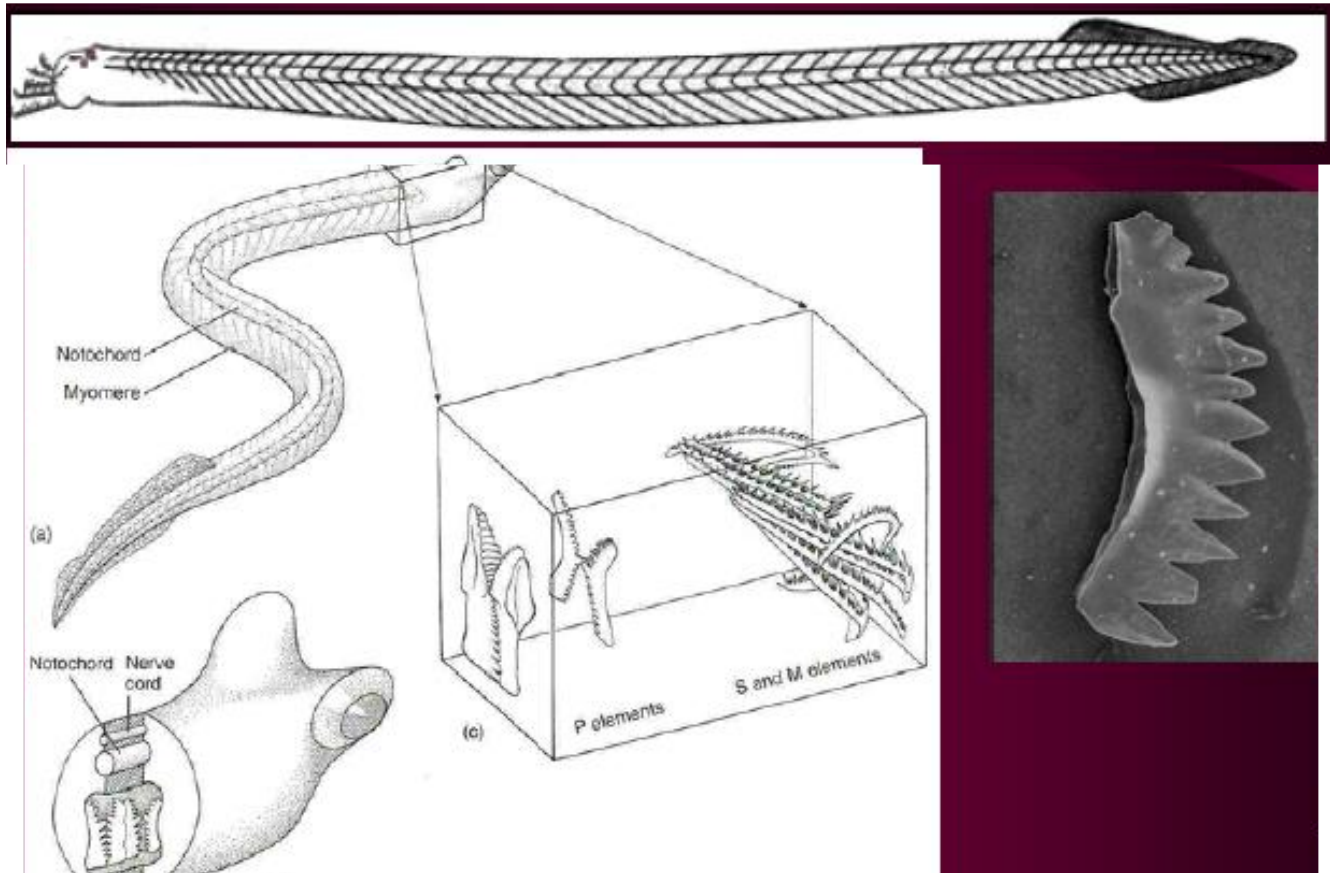 Notochord
Myomere
(a)
Notochord Nerve
cord
(c)
P elements
S and M elements